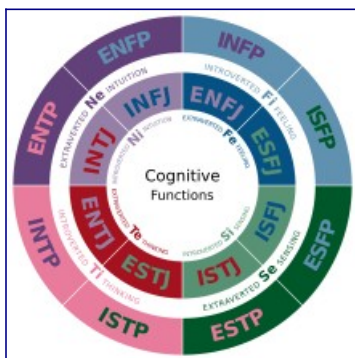 Cognitive
Functions
ENFP
INFP
ISFP
ESFP
ESTP
ISTP
INTP
ENTP
EXTRAVERTED Ne INTUITION
INTROVERTED Fi FEELING
EXTRAVERTED Se SENSING
INTROVERTED Ti THINKING
INFJ
ENFJ
ESFJ
ISFJ
ISTJ
ESTJ
ENTJ
INTJ
INTROVERTED Ni INTUITION
EXTRAVERTED Fe FEELING
INTROVERTED Si SENSING
EXTRAVERTED Te THINKING